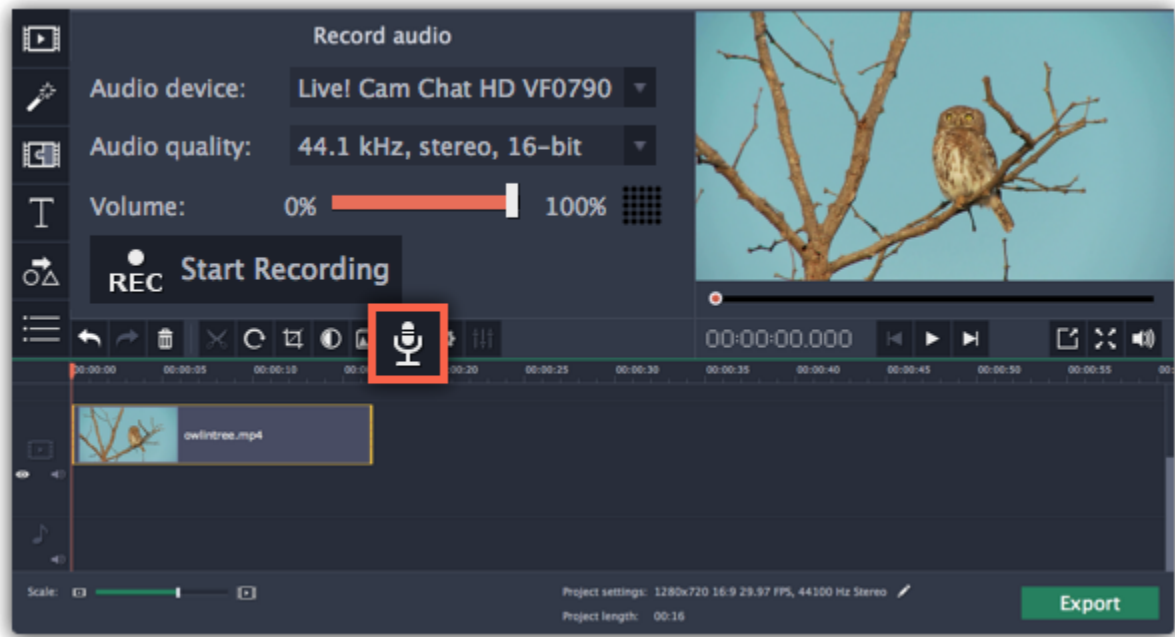 Record audio
Audio device: Live! Cam Chat HD VF0790
Audio quality: 44.1 kHz, stereo, 16-bit
Volume: 0% 100%
REC Start Recording
T
00:00:00.000
00:00:00 00:00:05 00:00:10 00:00:20 00:00:25 00:00:30 00:00:35 00:00:40 00:00:45 00:00:50 00:00:55
owlintree.mp4
Scale:
Project settings: 1280x720 16:9 29.97 FPS, 44100 Hz Stereo
Project length: 00:16
Export